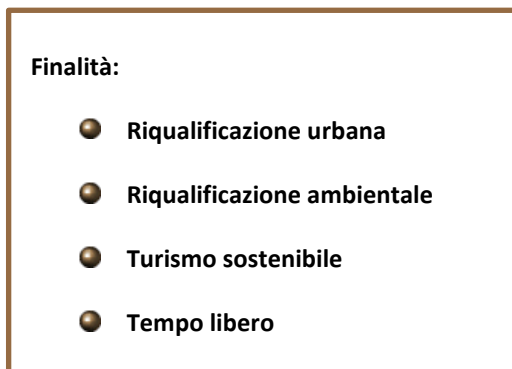 Finalità:
Riqualificazione urbana
Riqualificazione ambientale
Turismo sostenibile
Tempo libero